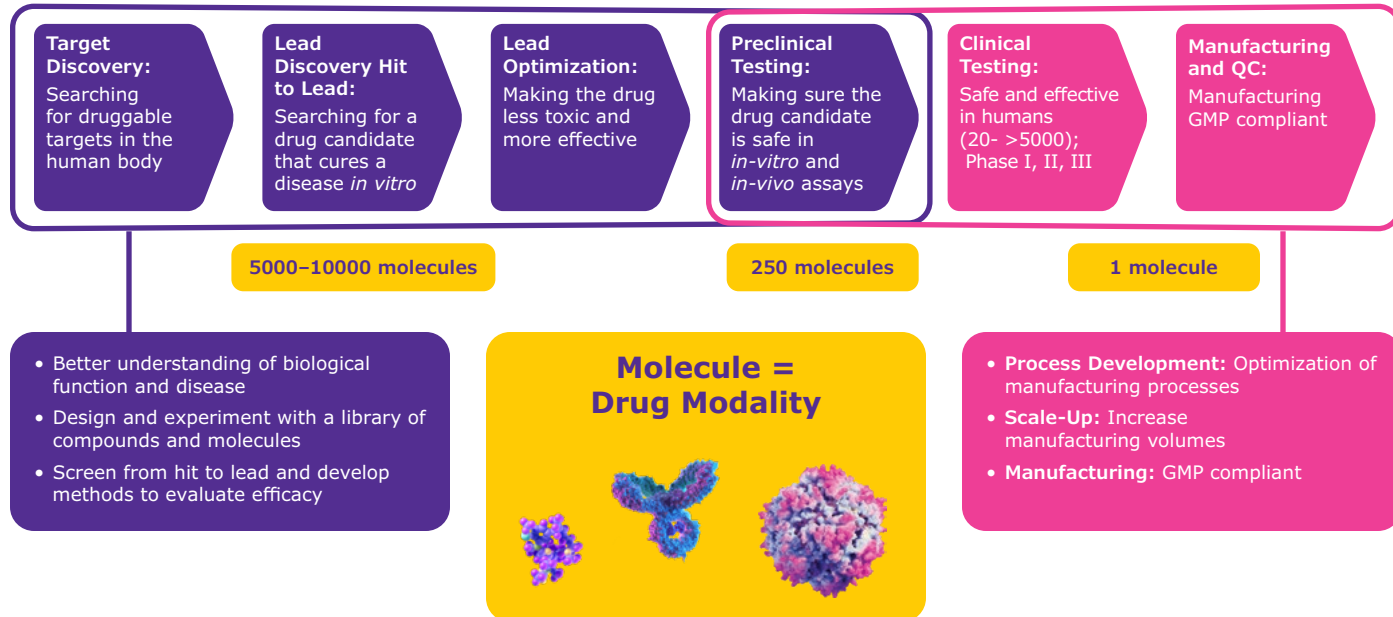 Target
Discovery:
Searching
for druggable
targets in the
human body
Lead
Discovery Hit
to Lead:
Searching for a
drug candidate
that cures a
disease in vitro
Lead
Optimization:
Making the drug
less toxic and
more effective
Preclinical
Testing:
Making sure the
drug candidate
is safe in
in-vitro and
in-vivo assays
Clinical
Testing:
Safe and effective
in humans
(20- >5000);
Phase I, II, III
Manufacturing
and QC:
Manufacturing
GMP compliant
5000–10000 molecules
250 molecules
1 molecule
• Better understanding of biological
function and disease
• Design and experiment with a library of
compounds and molecules
• Screen from hit to lead and develop
methods to evaluate efficacy
Molecule =
Drug Modality
• Process Development: Optimization of
manufacturing processes
• Scale-Up: Increase
manufacturing volumes
• Manufacturing: GMP compliant